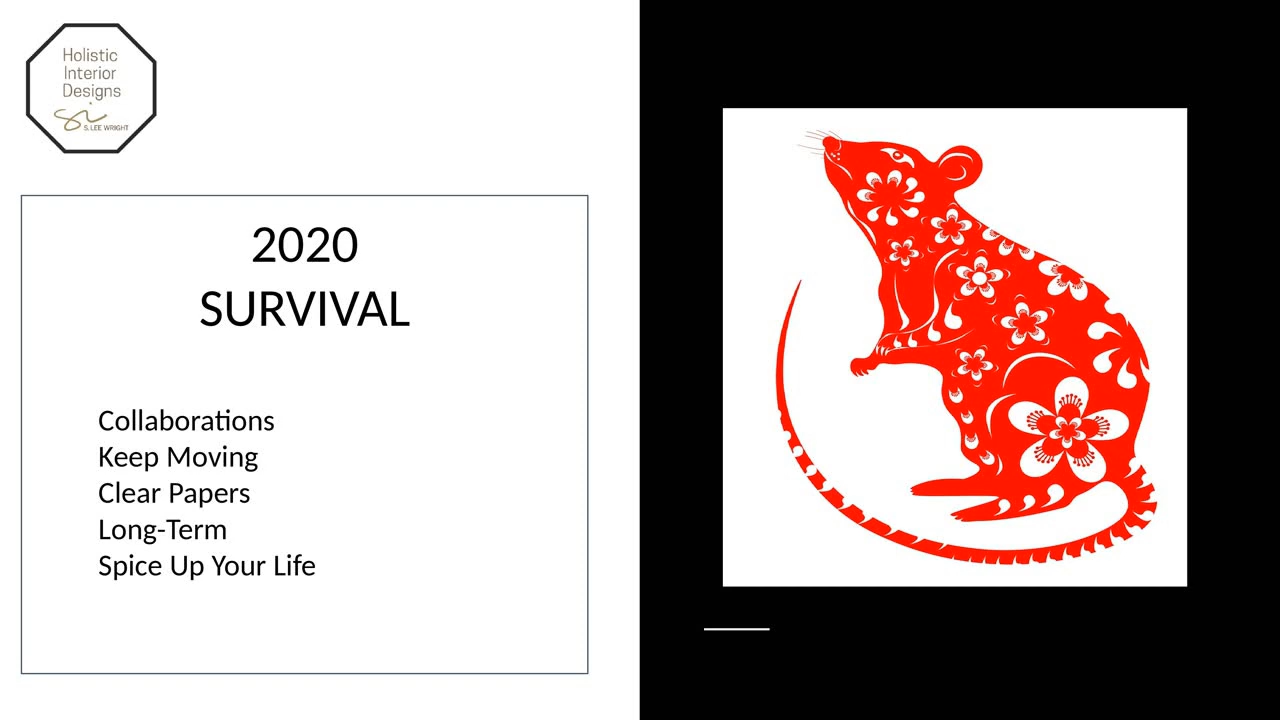 Holistic
Interior
Designs
S. LEE WRIGHT
2020
SURVIVAL
Collaborations
Keep Moving
Clear Papers
Long-Term
Spice Up Your Life